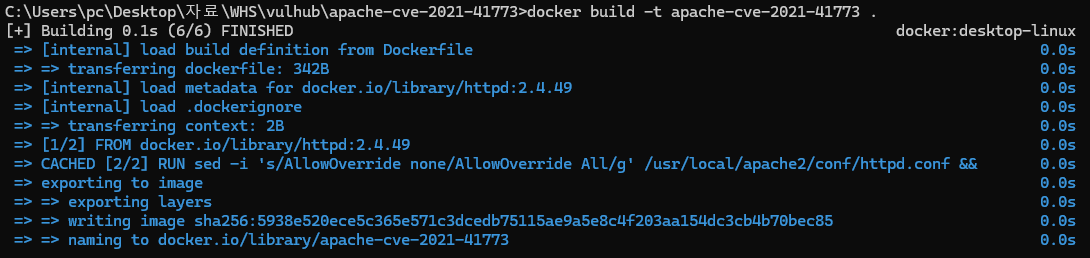 C:\Users\pc\Desktop\자료\WHS\vulhub\apache-cve-2021-41773>docker build -t apache-cve-2021-41773 .
[+] Building 0.1s (6/6) FINISHED docker:desktop-linux
=> [internal] load build definition from Dockerfile 0.0s
=> => transferring dockerfile: 342B 0.0s
=> [internal] load metadata for docker.io/library/httpd:2.4.49 0.0s
=> [internal] load .dockerignore 0.0s
=> => transferring context: 2B 0.0s
=> [1/2] FROM docker.io/library/httpd:2.4.49 0.0s
=> CACHED [2/2] RUN sed -i 's/AllowOverride none/AllowOverride All/g' /usr/local/apache2/conf/httpd.conf && 0.0s
=> exporting to image 0.0s
=> => exporting layers 0.0s
=> => writing image sha256:5938e520ece5c365e571c3dcedb75115ae9a5e8c4f203aa154dc3cb4b70bec85 0.0s
=> => naming to docker.io/library/apache-cve-2021-41773 0.0s